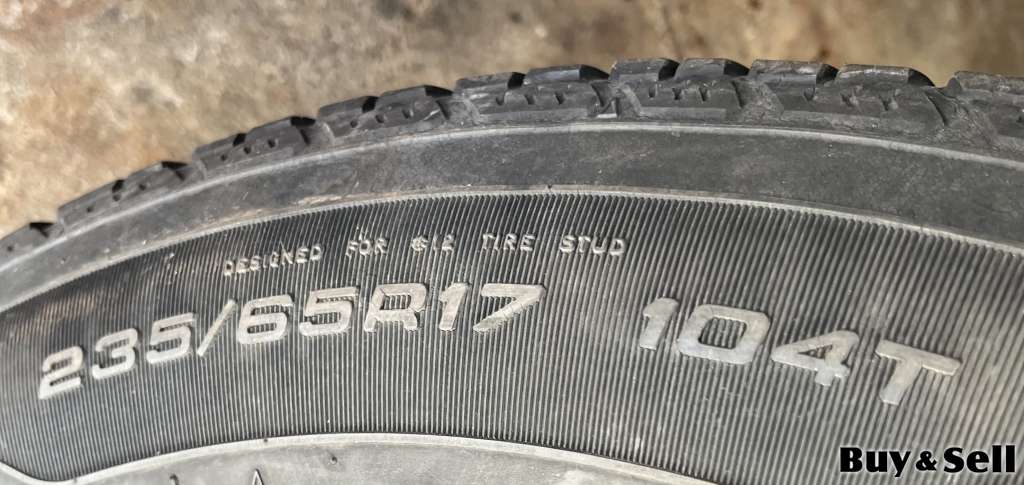 DESIGNED FOR #12 TIRE STUD
235/65R17 104T
Buy & Sell